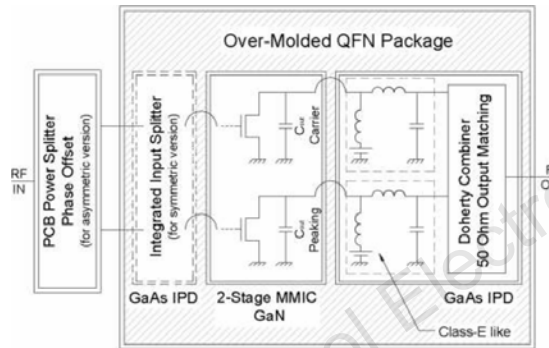 Over-Molded QFN Package
RF
IN
PCB Power Splitter
Phase Offset
(for asymmetric version)
Integrated Input Splitter
(for symmetric version)
Cout
Carrier
Cout
Peaking
Doherty Combiner
50 Ohm Output Matching
GaAs IPD
2-Stage MMIC
GaN
GaAs IPD
Class-E like